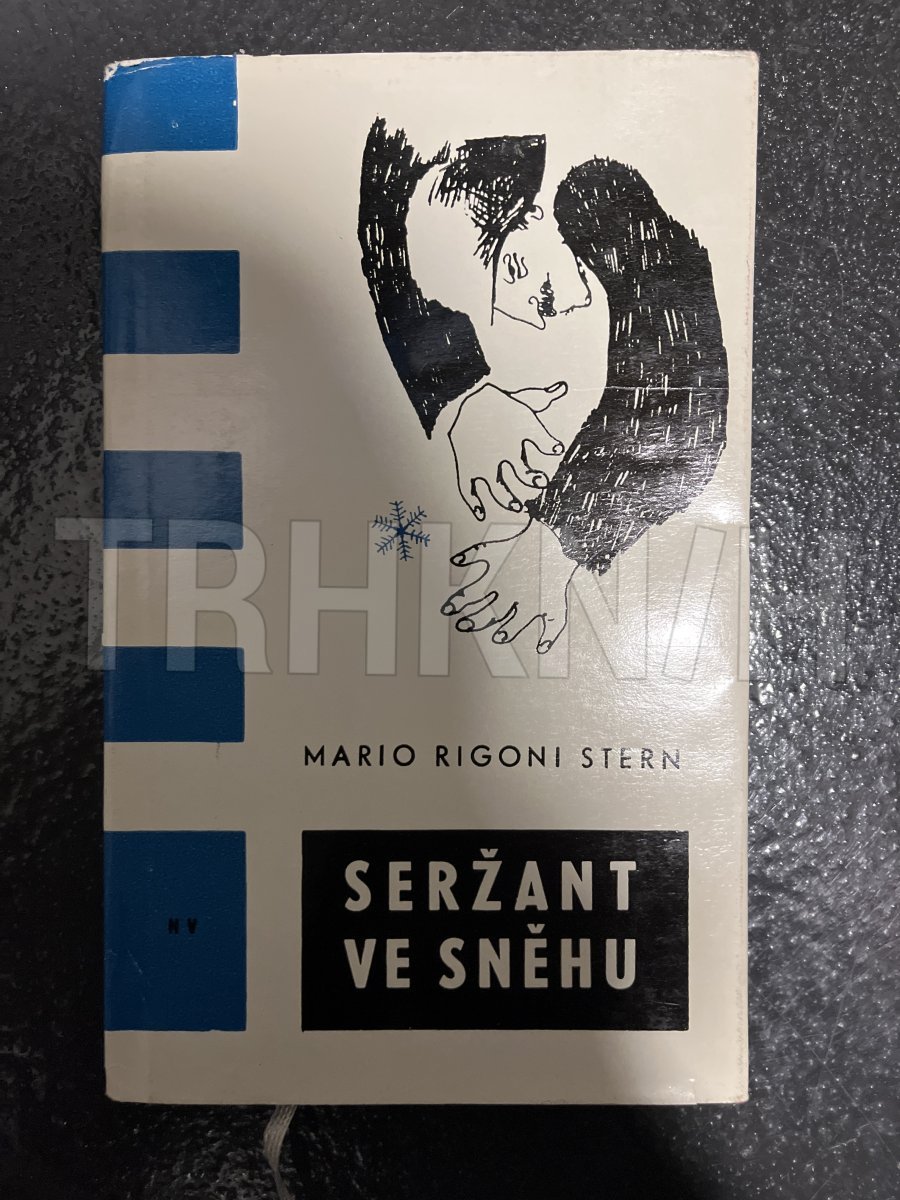 TRHKNIH
MARIO RIGONI STERN
SERŽANT
VE SNĚHU
NV